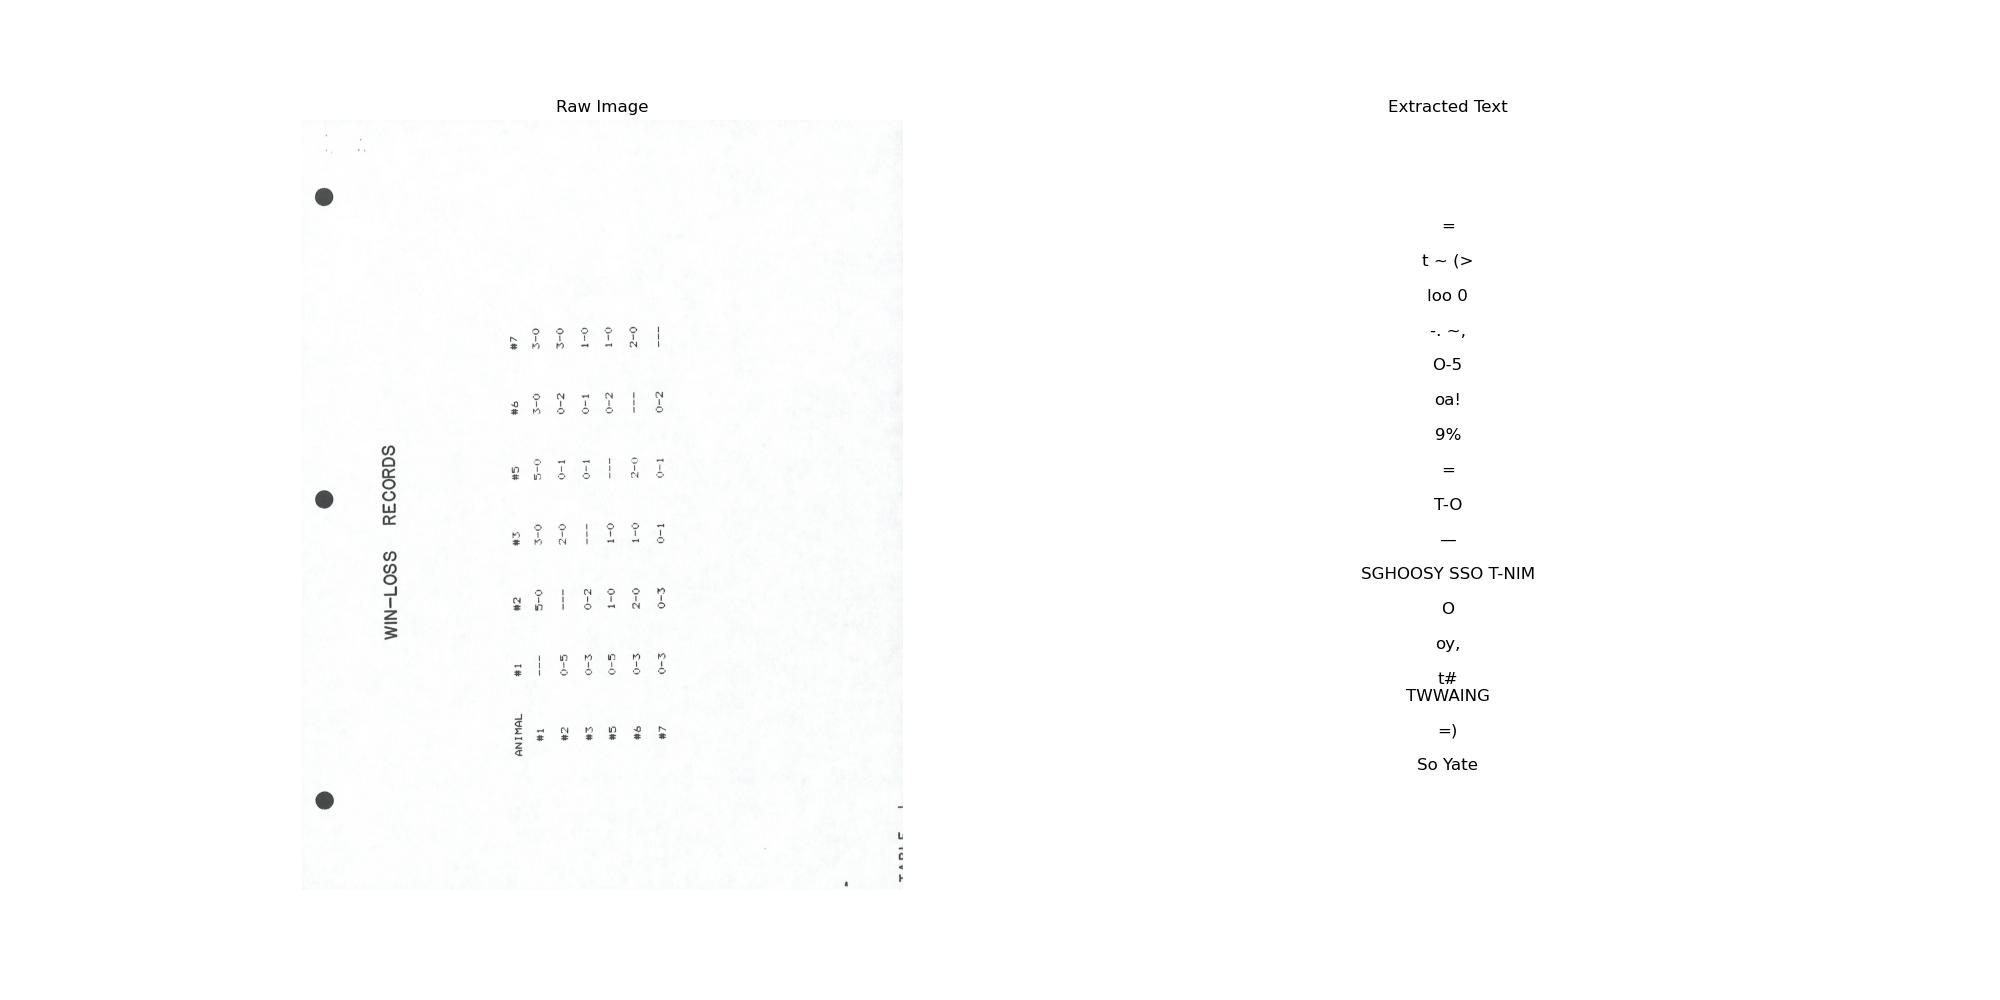 Raw Image
WIN-LOSS RECORDS
ANIMAL #1 #2 #3 #5 #6 #7
#1 --- 5-0 3-0 5-0 3-0 3-0
#2 0-5 --- 2-0 0-1 0-2 3-0
#3 0-3 0-2 --- 0-1 0-1 1-0
#5 0-5 1-0 1-0 --- 0-2 1-0
#6 0-3 2-0 1-0 2-0 --- 2-0
#7 0-3 0-3 0-1 0-1 0-2 ---
TABLE
Extracted Text
=
t ~ (>
loo 0
-. ~,
O-5
oa!
9%
=
T-O
—
SGHOOSY SSO T-NIM
O
oy,
t#
TWWAING
=)
So Yate